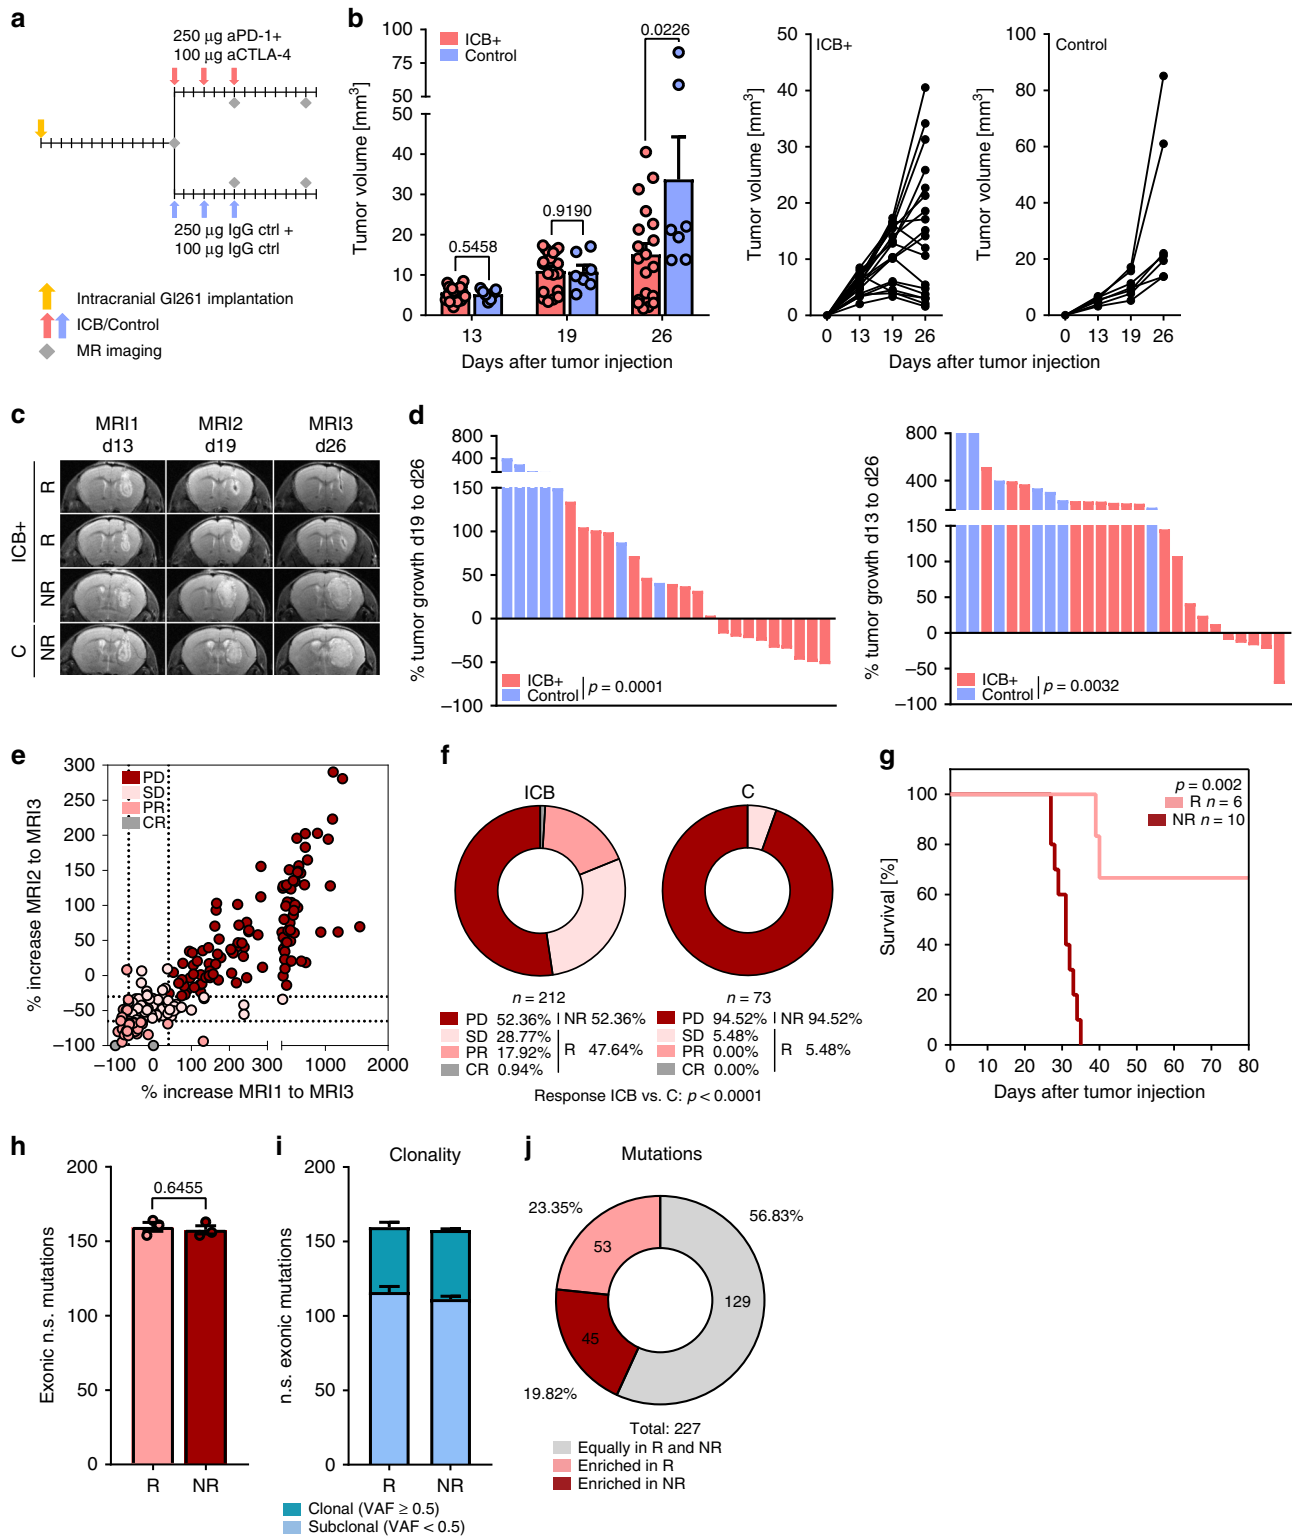 a
250 µg aPD-1+
100 µg aCTLA-4
250 µg IgG ctrl +
100 µg IgG ctrl
Intracranial Gl261 implantation
ICB/Control
MR imaging
b
Tumor volume [mm³]
100
75
50
50
40
30
20
10
0
ICB+
Control
0.5458
0.9190
0.0226
13
19
26
Days after tumor injection
Tumor volume [mm³]
50
40
30
20
10
0
ICB+
0 13 19 26
Tumor volume [mm³]
100
80
60
40
20
0
Control
0 13 19 26
Days after tumor injection
c
MRI1
d13
MRI2
d19
MRI3
d26
ICB+
R
R
NR
C
NR
d
% tumor growth d19 to d26
800
400
150
100
50
0
−50
−100
ICB+
Control
p = 0.0001
% tumor growth d13 to d26
800
400
150
100
50
0
−50
−100
ICB+
Control
p = 0.0032
e
% increase MRI2 to MRI3
300
250
200
150
100
50
0
−50
−100
PD
SD
PR
CR
−100 0 100 200 300 1000 2000
% increase MRI1 to MRI3
f
ICB
C
n = 212
PD 52.36% NR 52.36%
SD 28.77%
PR 17.92% R 47.64%
CR 0.94%
n = 73
PD 94.52% NR 94.52%
SD 5.48%
PR 0.00% R 5.48%
CR 0.00%
Response ICB vs. C: p < 0.0001
g
Survival [%]
100
80
60
40
20
0
p = 0.002
R n = 6
NR n = 10
0 10 20 30 40 50 60 70 80
Days after tumor injection
h
Exonic n.s. mutations
200
150
100
50
0
0.6455
R
NR
i
Clonality
n.s. exonic mutations
200
150
100
50
0
R
NR
Clonal (VAF ≥ 0.5)
Subclonal (VAF < 0.5)
j
Mutations
23.35%
56.83%
53
129
45
19.82%
Total: 227
Equally in R and NR
Enriched in R
Enriched in NR